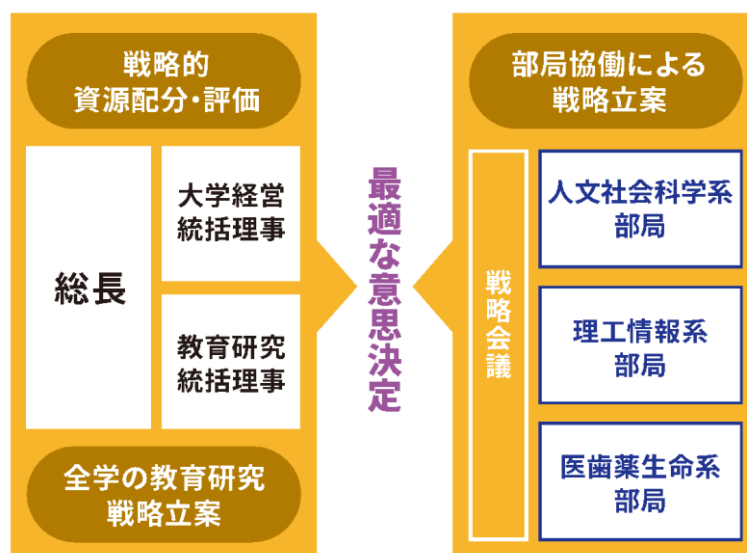 戦略的
資源配分・評価
総長
大学経営
統括理事
教育研究
統括理事
全学の教育研究
戦略立案
最適な意思決定
部局協働による
戦略立案
戦略会議
人文社会科学系
部局
理工情報系
部局
医歯薬生命系
部局